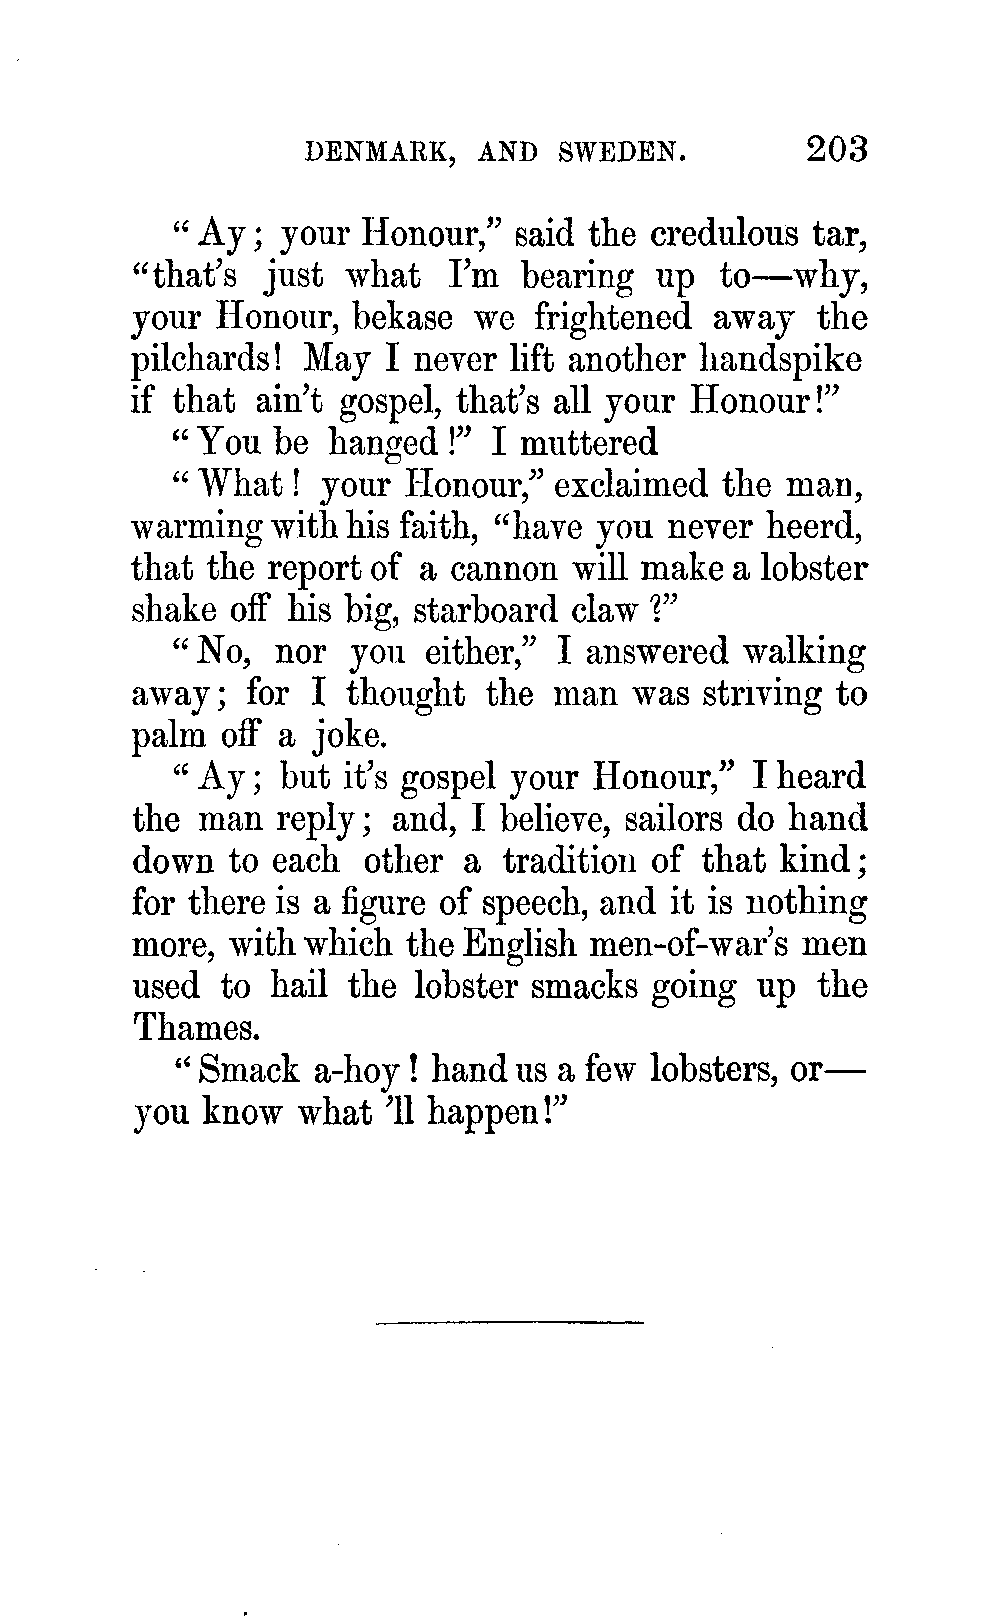 DENMARK, AND SWEDEN. 203
“Ay; your Honour,” said the credulous tar,
“that’s just what I’m bearing up to—why,
your Honour, bekase we frightened away the
pilchards! May I never lift another handspike
if that ain’t gospel, that’s all your Honour!”
“You be hanged!” I muttered
“What! your Honour,” exclaimed the man,
warming with his faith, “have you never heerd,
that the report of a cannon will make a lobster
shake off his big, starboard claw?”
“No, nor you either,” I answered walking
away; for I thought the man was striving to
palm off a joke.
“Ay; but it’s gospel your Honour,” I heard
the man reply; and, I believe, sailors do hand
down to each other a tradition of that kind;
for there is a figure of speech, and it is nothing
more, with which the English men-of-war’s men
used to hail the lobster smacks going up the
Thames.
“Smack a-hoy! hand us a few lobsters, or—
you know what ’ll happen!”